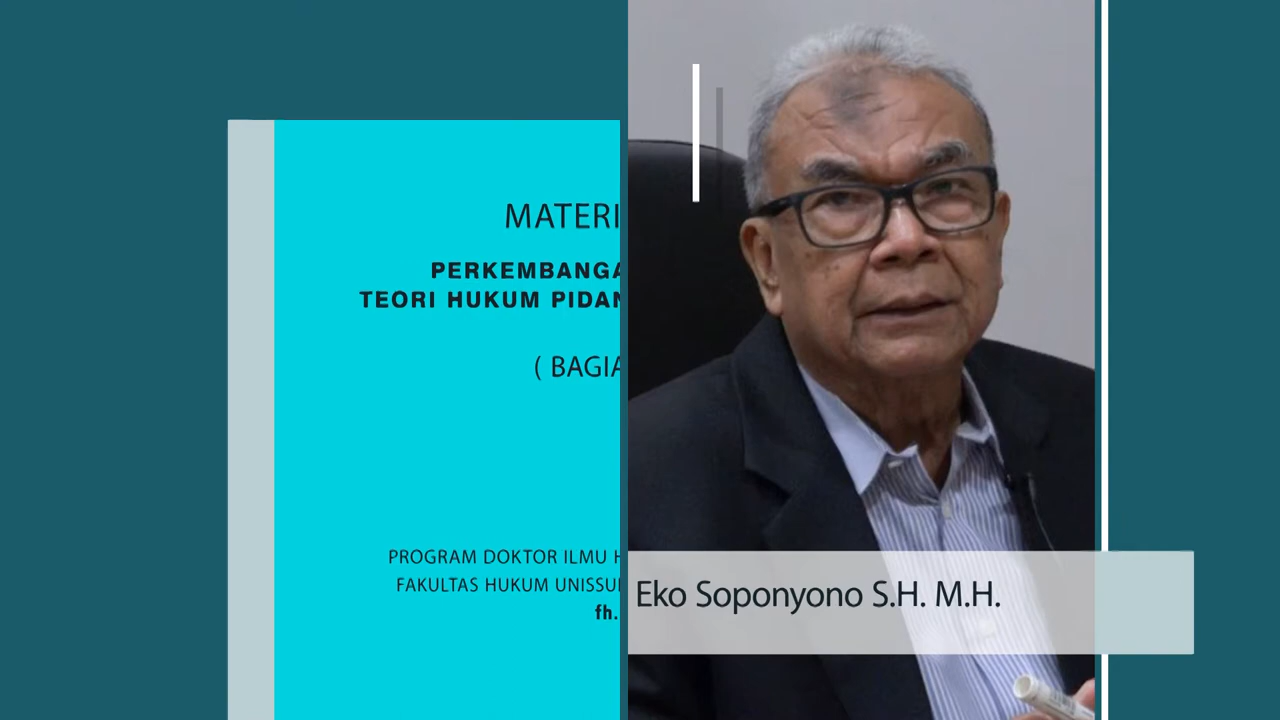 MATERI
PERKEMBANGA
TEORI HUKUM PIDAN
( BAGIA
PROGRAM DOKTOR ILMU H
FAKULTAS HUKUM UNISSU
fh.
Eko Soponyono S.H. M.H.